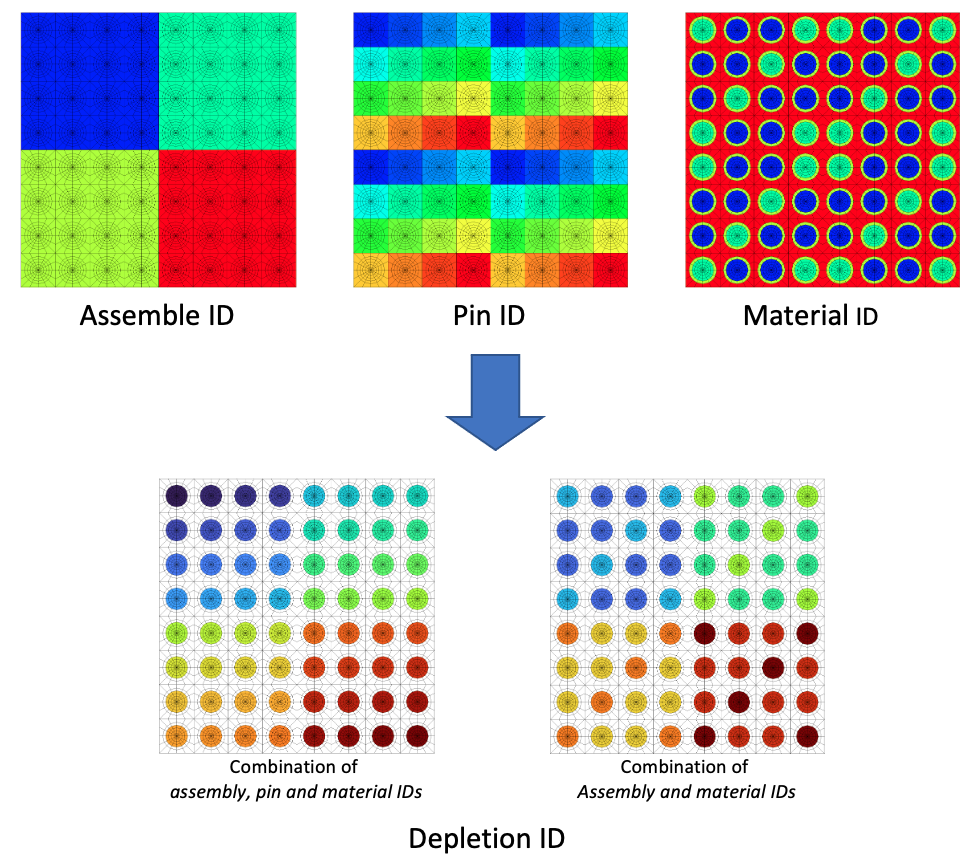 Assemble ID
Pin ID
Material ID
Combination of
assembly, pin and material IDs
Combination of
Assembly and material IDs
Depletion ID